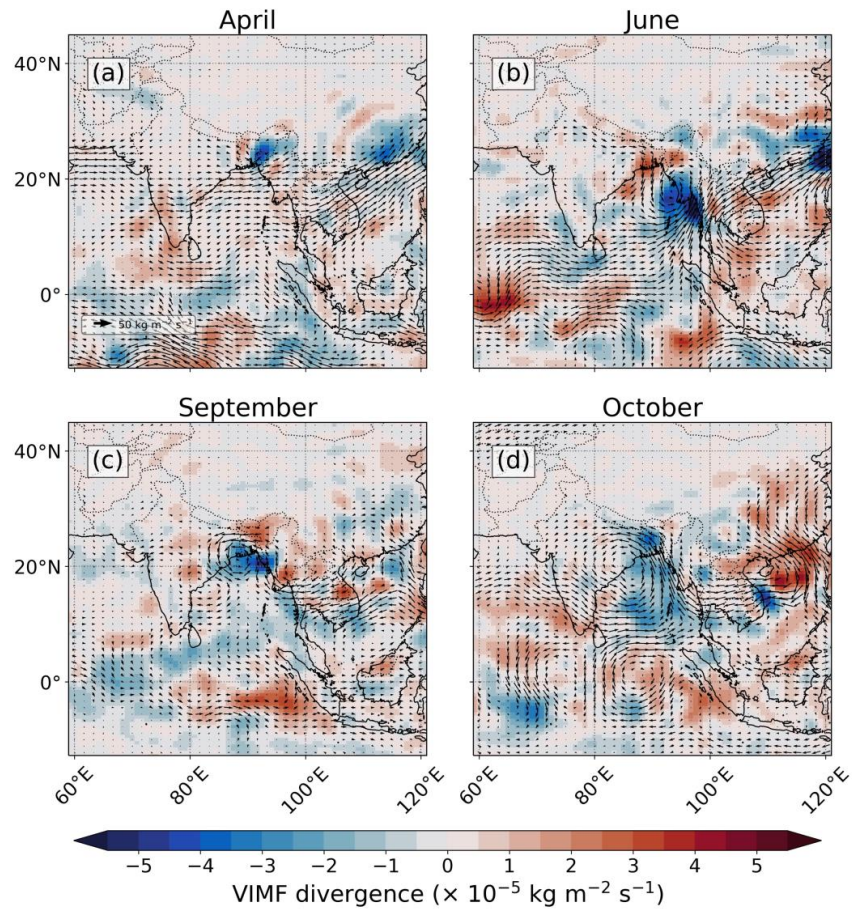 April
June
45°N
(a)
(b)
20°N
0°
50 kg m⁻¹ s⁻¹
September
October
45°N
(c)
(d)
20°N
0°
60°E
80°E
100°E
120°E
60°E
80°E
100°E
120°E
−5 −4 −3 −2 −1 0 1 2 3 4 5
VIMF divergence (× 10⁻⁵ kg m⁻² s⁻¹)